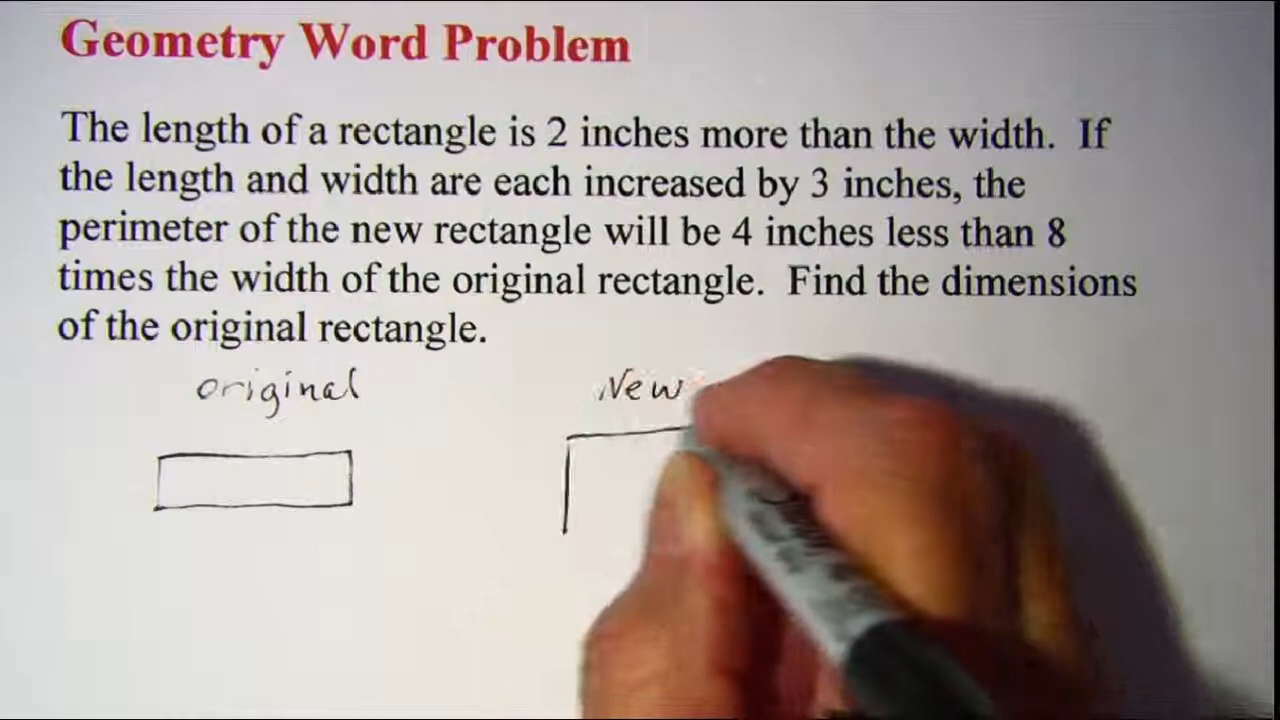 Geometry Word Problem
The length of a rectangle is 2 inches more than the width. If
the length and width are each increased by 3 inches, the
perimeter of the new rectangle will be 4 inches less than 8
times the width of the original rectangle. Find the dimensions
of the original rectangle.
original New